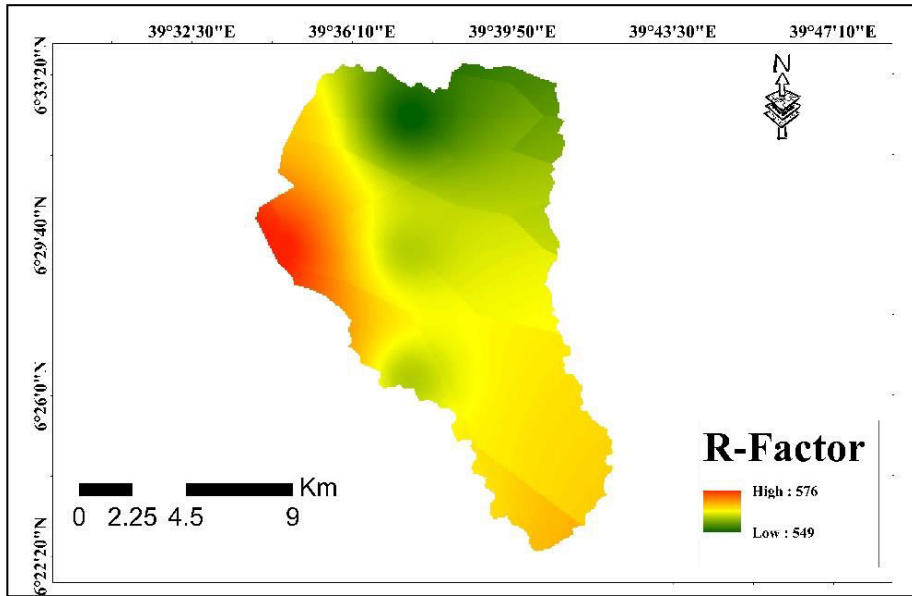 39°32'30"E 39°36'10"E 39°39'50"E 39°43'30"E 39°47'10"E
6°33'20"N
6°29'40"N
6°26'0"N
6°22'20"N
N
R-Factor
High : 576
Low : 549
Km
0 2.25 4.5 9